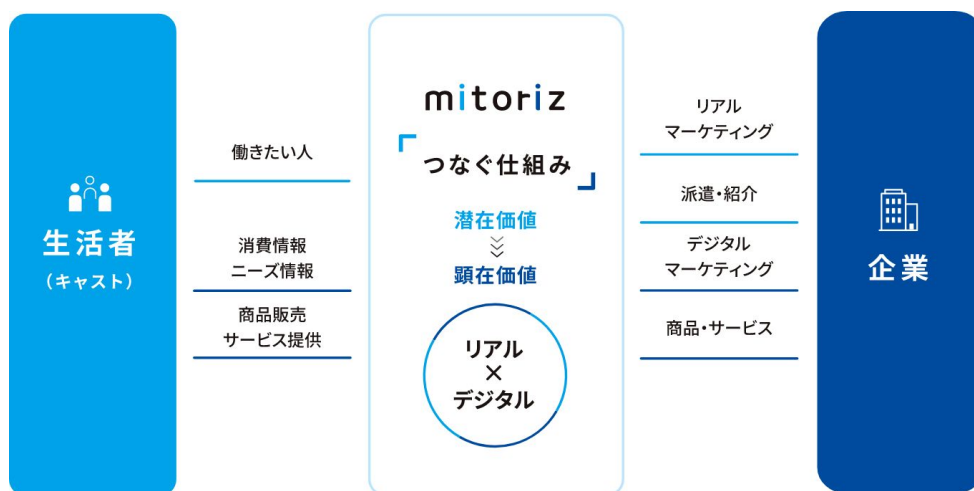 生活者
（キャスト）
働きたい人
消費情報
ニーズ情報
商品販売
サービス提供
mitoriz
「つなぐ仕組み」
潜在価値
顕在価値
リアル
×
デジタル
リアル
マーケティング
派遣・紹介
デジタル
マーケティング
商品・サービス
企業